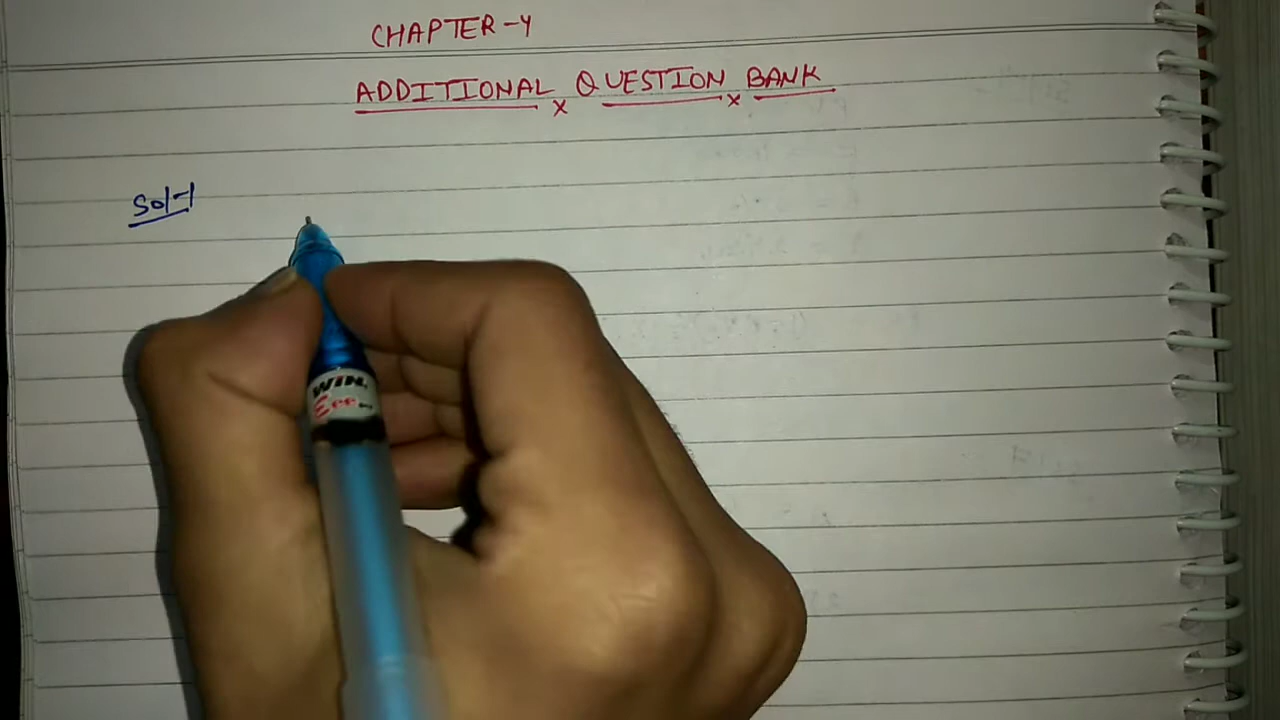 CHAPTER-4
ADDITIONAL x QUESTION x BANK
Sol-1
WIN